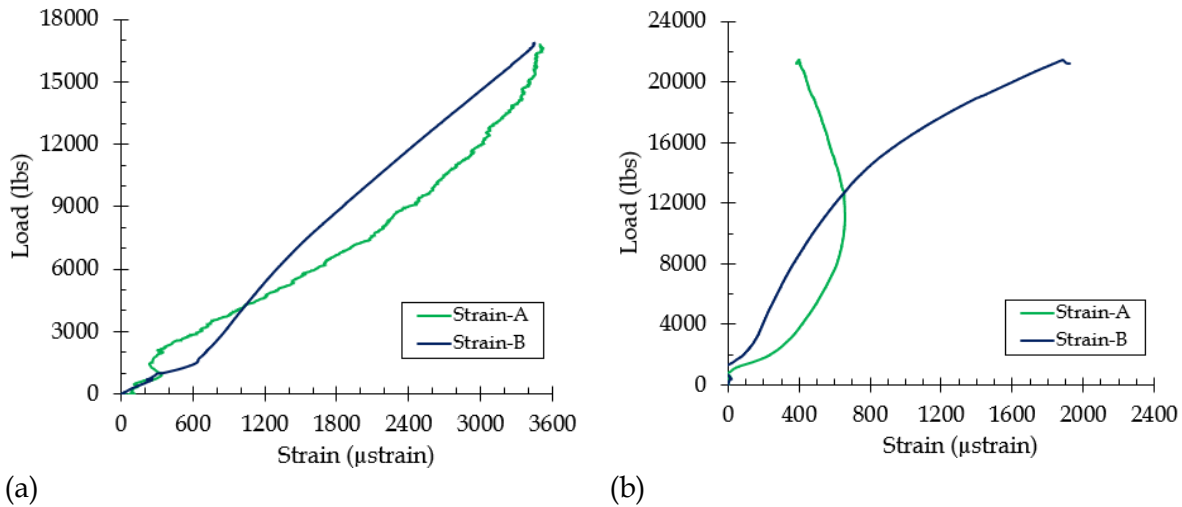 18000
15000
12000
9000
6000
3000
0
Load (lbs)
0 600 1200 1800 2400 3000 3600
Strain (µstrain)
Strain-A
Strain-B
(a)
24000
20000
16000
12000
8000
4000
0
Load (lbs)
0 400 800 1200 1600 2000 2400
Strain (µstrain)
Strain-A
Strain-B
(b)